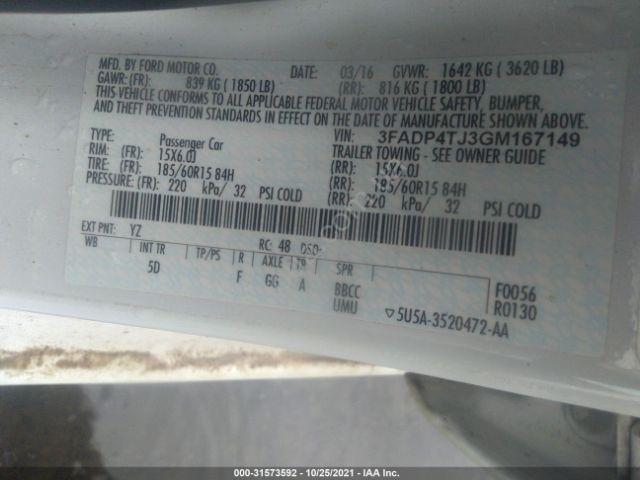 MFD. BY FORD MOTOR CO. DATE: 03/16 GVWR: 1642 KG ( 3620 LB)
GAWR: (FR): 839 KG ( 1850 LB) (RR): 816 KG ( 1800 LB)
THIS VEHICLE CONFORMS TO ALL APPLICABLE FEDERAL MOTOR VEHICLE SAFETY, BUMPER,
AND THEFT PREVENTION STANDARDS IN EFFECT ON THE DATE OF MANUFACTURE SHOWN ABOVE.
VIN: 3FADP4TJ3GM167149
TYPE: Passenger Car TRAILER TOWING - SEE OWNER GUIDE
RIM: (FR): 15X6.0J (RR): 15X6.0J
TIRE: (FR): 185/60R15 84H (RR): 185/60R15 84H
PRESSURE: (FR): 220 kPa/ 32 PSI COLD (RR): 220 kPa/ 32 PSI COLD
EXT PNT: YZ RC: 48 DSO:
WB INT TR TP/PS R AXLE TR SPR
5D F GG A BBCC
UMU
F0056
R0130
▽5U5A-3520472-AA
000-31573592 - 10/25/2021 - IAA Inc.